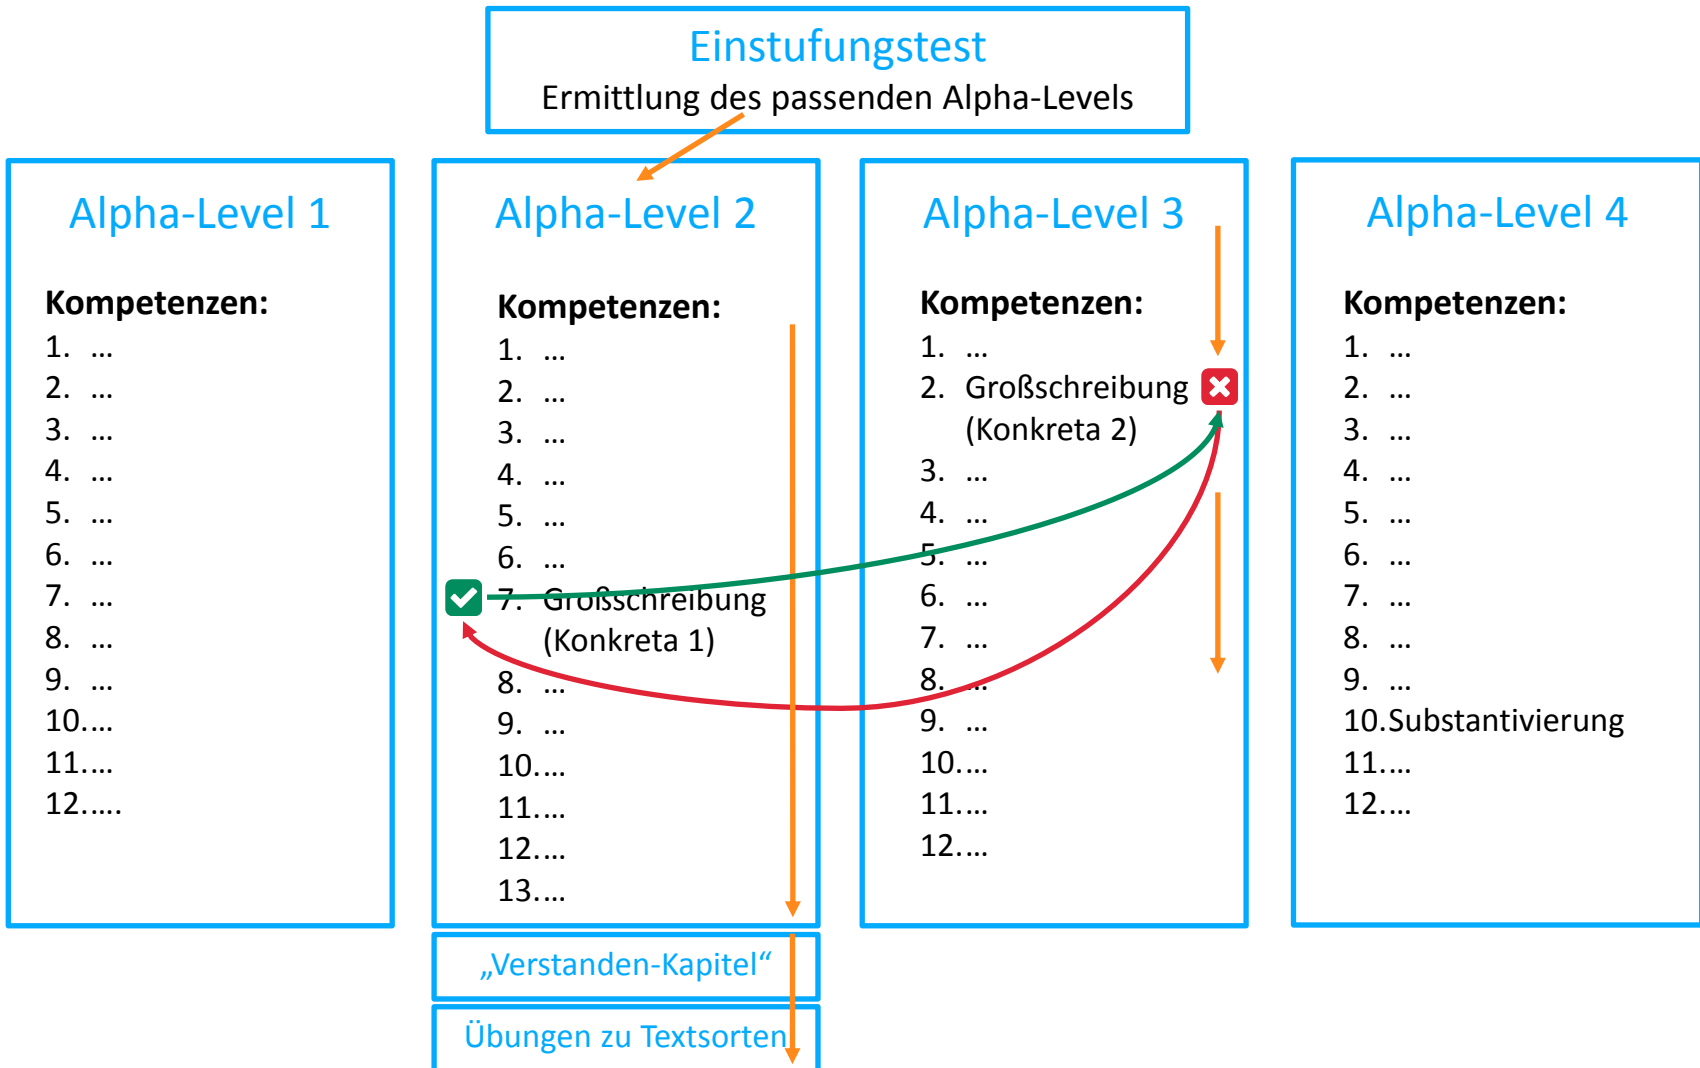 Einstufungstest
Ermittlung des passenden Alpha-Levels
Alpha-Level 1
Kompetenzen:
1. ...
2. ...
3. ...
4. ...
5. ...
6. ...
7. ...
8. ...
9. ...
10....
11....
12.....
Alpha-Level 2
Kompetenzen:
1. ...
2. ...
3. ...
4. ...
5. ...
6. ...
7. Großschreibung
(Konkreta 1)
8. ...
9. ...
10....
11....
12....
13....
„Verstanden-Kapitel“
Übungen zu Textsorten
Alpha-Level 3
Kompetenzen:
1. ...
2. Großschreibung
(Konkreta 2)
3. ...
4. ...
5. ...
6. ...
7. ...
8. ...
9. ...
10....
11....
12....
Alpha-Level 4
Kompetenzen:
1. ...
2. ...
3. ...
4. ...
5. ...
6. ...
7. ...
8. ...
9. ...
10.Substantivierung
11....
12....